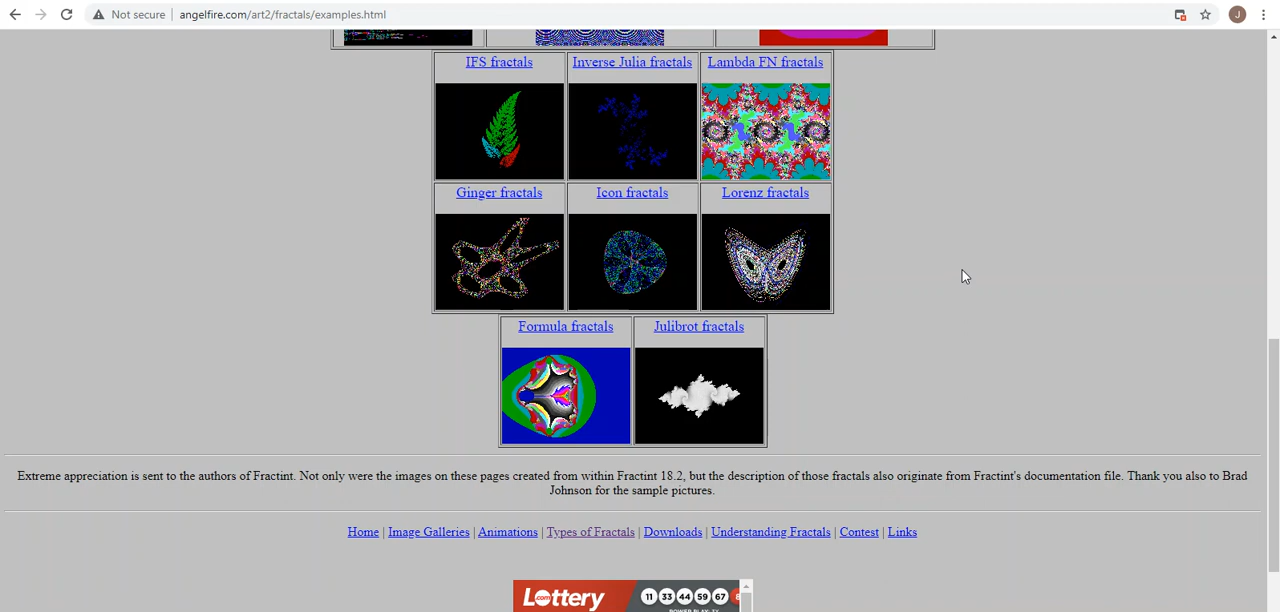 Not secure | angelfire.com/art2/fractals/examples.html
J
IFS fractals Inverse Julia fractals Lambda FN fractals
Ginger fractals Icon fractals Lorenz fractals
Formula fractals Julibrot fractals
Extreme appreciation is sent to the authors of Fractint. Not only were the images on these pages created from within Fractint 18.2, but the description of those fractals also originate from Fractint's documentation file. Thank you also to Brad
Johnson for the sample pictures.
Home | Image Galleries | Animations | Types of Fractals | Downloads | Understanding Fractals | Contest | Links
Lottery 11 33 44 59 67 8